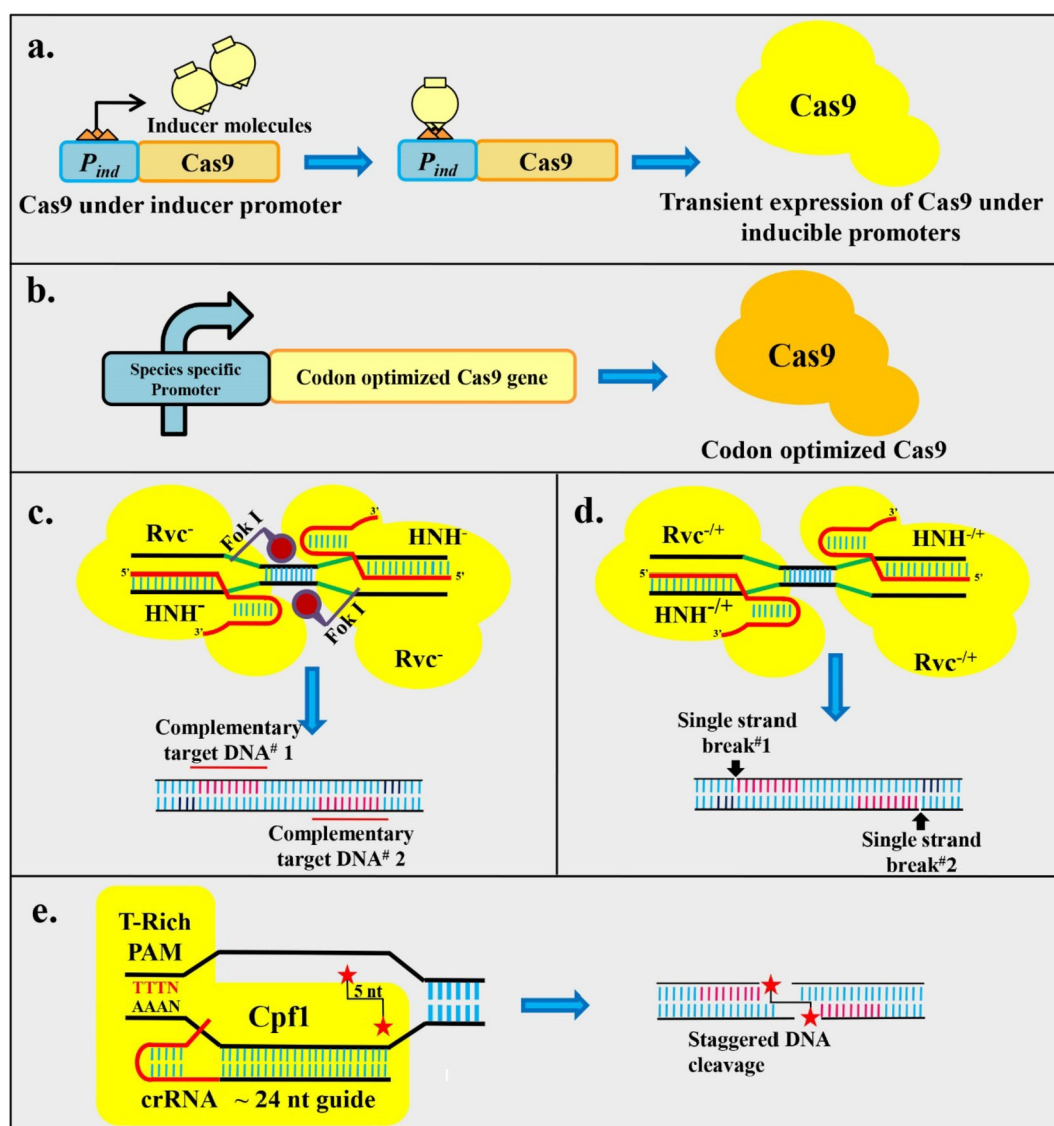 a.
Inducer molecules
Pind
Cas9
Cas9 under inducer promoter
Pind
Cas9
Cas9
Transient expression of Cas9 under
inducible promoters
b.
Species specific
Promoter
Codon optimized Cas9 gene
Cas9
Codon optimized Cas9
c.
Rvc-
Fok I
3'
HNH-
5'
5'
HNH-
3'
Fok I
Rvc-
Complementary
target DNA# 1
Complementary
target DNA# 2
d.
Rvc-/+
3'
HNH-/+
5'
5'
HNH-/+
3'
Rvc-/+
Single strand
break#1
Single strand
break#2
e.
T-Rich
PAM
TTTN
AAAN
5 nt
Cpf1
crRNA ~ 24 nt guide
Staggered DNA
cleavage